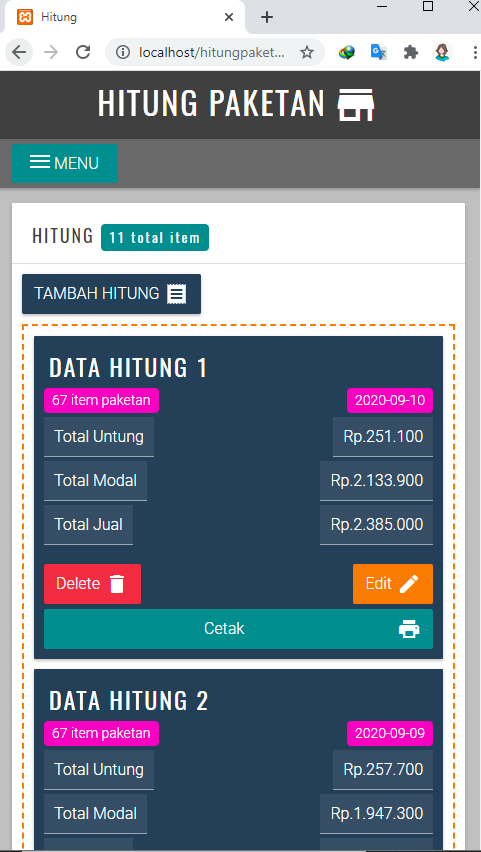 Hitung
localhost/hitungpaket...
HITUNG PAKETAN
MENU
HITUNG 11 total item
TAMBAH HITUNG
DATA HITUNG 1
67 item paketan 2020-09-10
Total Untung Rp.251.100
Total Modal Rp.2.133.900
Total Jual Rp.2.385.000
Delete Edit
Cetak
DATA HITUNG 2
67 item paketan 2020-09-09
Total Untung Rp.257.700
Total Modal Rp.1.947.300